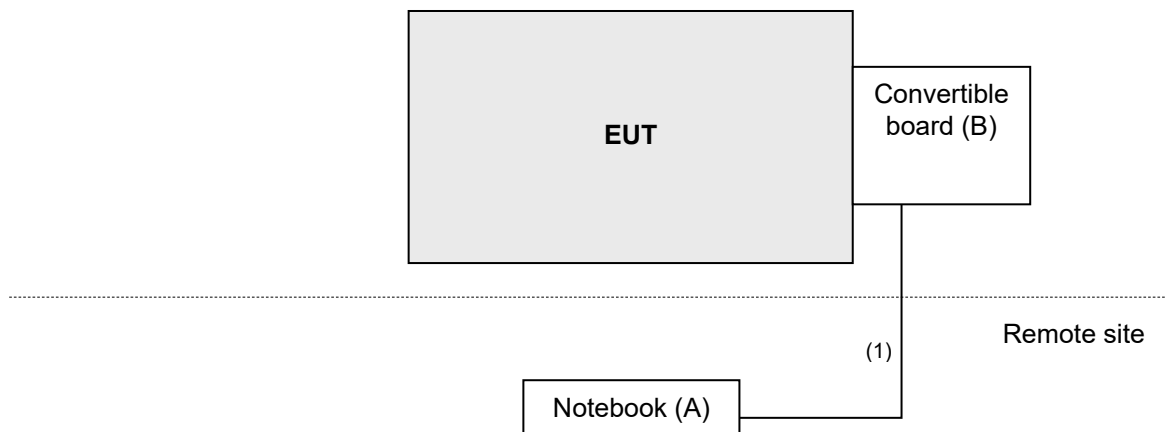 Convertible
board (B)
EUT
Remote site
(1)
Notebook (A)